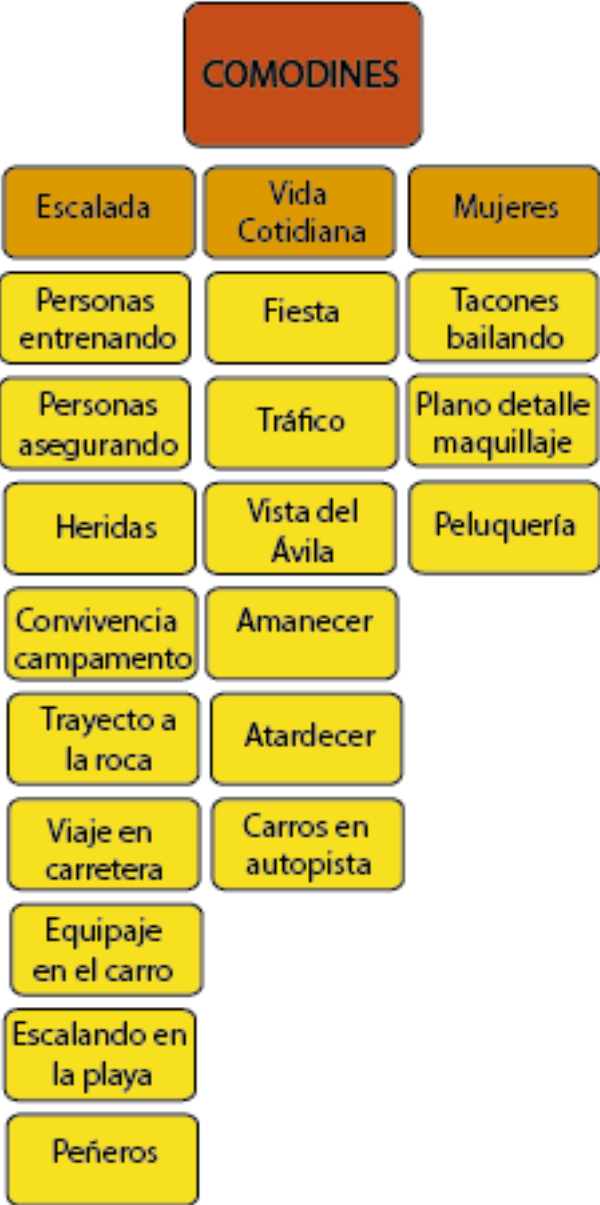 COMODINES
Escalada
Vida
Cotidiana
Mujeres
Personas
entrenando
Fiesta
Tacones
bailando
Personas
asegurando
Tráfico
Plano detalle
maquillaje
Heridas
Vista del
Ávila
Peluquería
Convivencia
campamento
Amanecer
Trayecto a
la roca
Atardecer
Viaje en
carretera
Carros en
autopista
Equipaje
en el carro
Escalando en
la playa
Peñeros